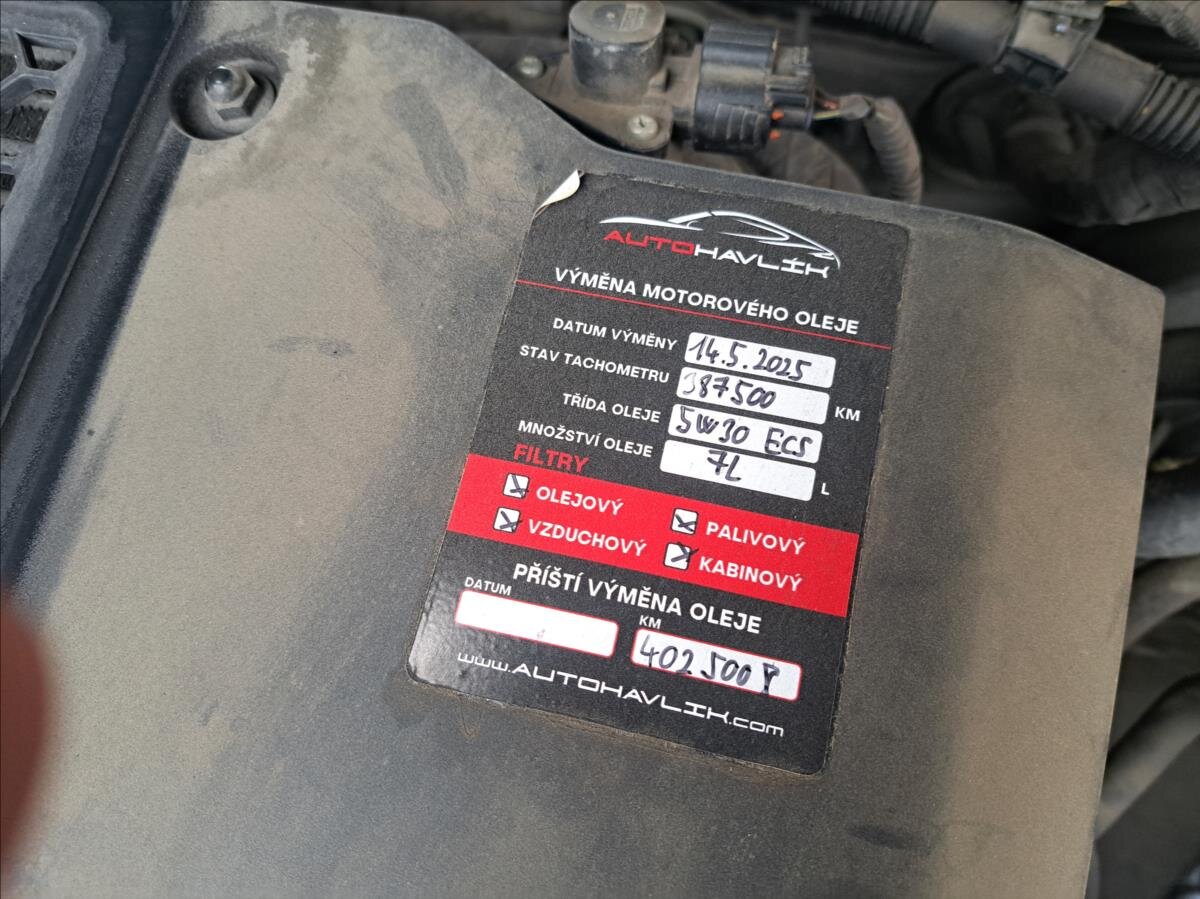 AUTOHAVLÍK
VÝMĚNA MOTOROVÉHO OLEJE
DATUM VÝMĚNY 14.5.2025
STAV TACHOMETRU 387500 KM
TŘÍDA OLEJE 5W30 ECS
MNOŽSTVÍ OLEJE 7L L
FILTRY
OLEJOVÝ PALIVOVÝ
VZDUCHOVÝ KABINOVÝ
PŘÍŠTÍ VÝMĚNA OLEJE
DATUM KM
402.500
www.AUTOHAVLIK.com